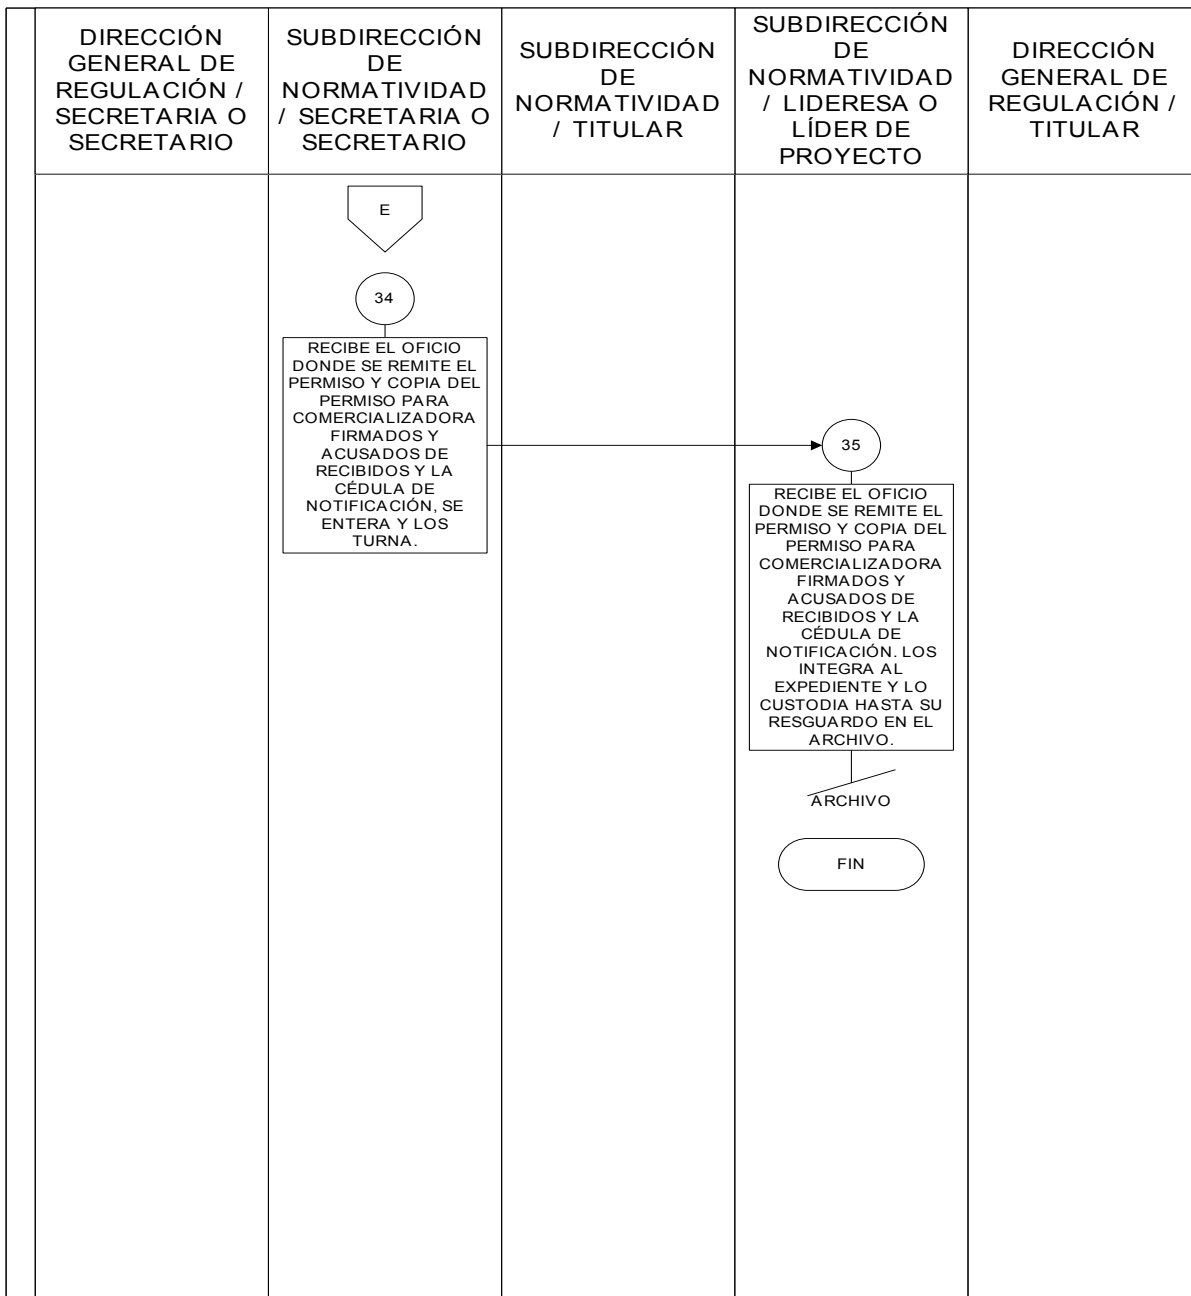 DIRECCIÓN
GENERAL DE
REGULACIÓN /
SECRETARIA O
SECRETARIO
SUBDIRECCIÓN
DE
NORMATIVIDAD
/ SECRETARIA O
SECRETARIO
SUBDIRECCIÓN
DE
NORMATIVIDAD
/ TITULAR
SUBDIRECCIÓN
DE
NORMATIVIDAD
/ LIDERESA O
LÍDER DE
PROYECTO
DIRECCIÓN
GENERAL DE
REGULACIÓN /
TITULAR
E
34
RECIBE EL OFICIO
DONDE SE REMITE EL
PERMISO Y COPIA DEL
PERMISO PARA
COMERCIALIZADORA
FIRMADOS Y
ACUSADOS DE
RECIBIDOS Y LA
CÉDULA DE
NOTIFICACIÓN, SE
ENTERA Y LOS
TURNA.
35
RECIBE EL OFICIO
DONDE SE REMITE EL
PERMISO Y COPIA DEL
PERMISO PARA
COMERCIALIZADORA
FIRMADOS Y
ACUSADOS DE
RECIBIDOS Y LA
CÉDULA DE
NOTIFICACIÓN. LOS
INTEGRA AL
EXPEDIENTE Y LO
CUSTODIA HASTA SU
RESGUARDO EN EL
ARCHIVO.
ARCHIVO
FIN